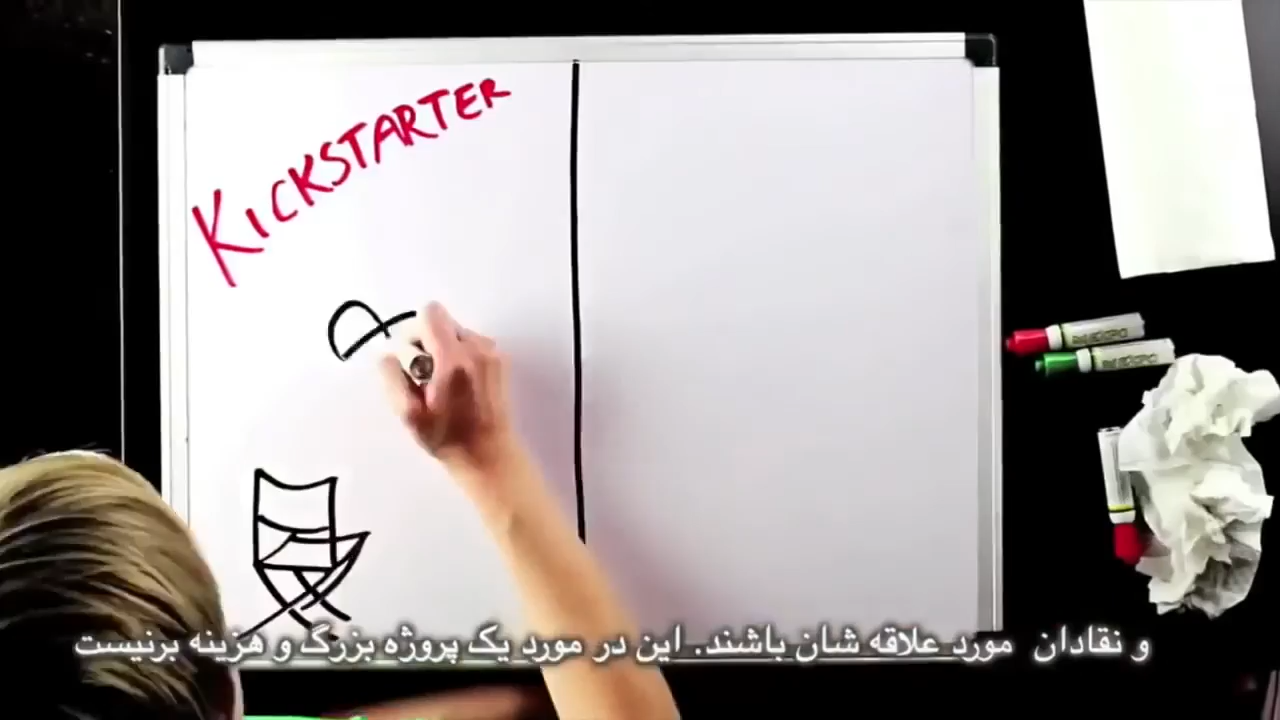 KICKSTARTER
و نقادان مورد علاقه شان باشند. این در مورد یک پروژه بزرگ و هزینه برنیست